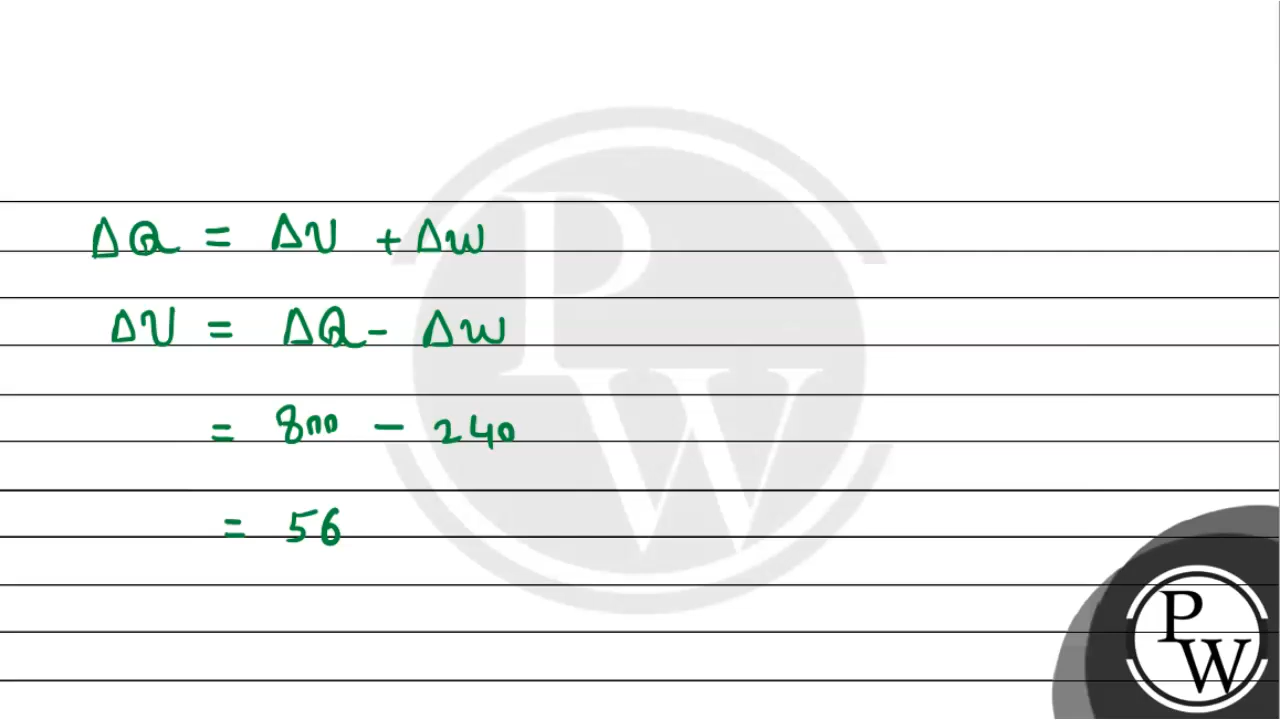 ΔQ = ΔU + ΔW
ΔU = ΔQ - ΔW
= 800 - 240
= 56
P
W
P
W